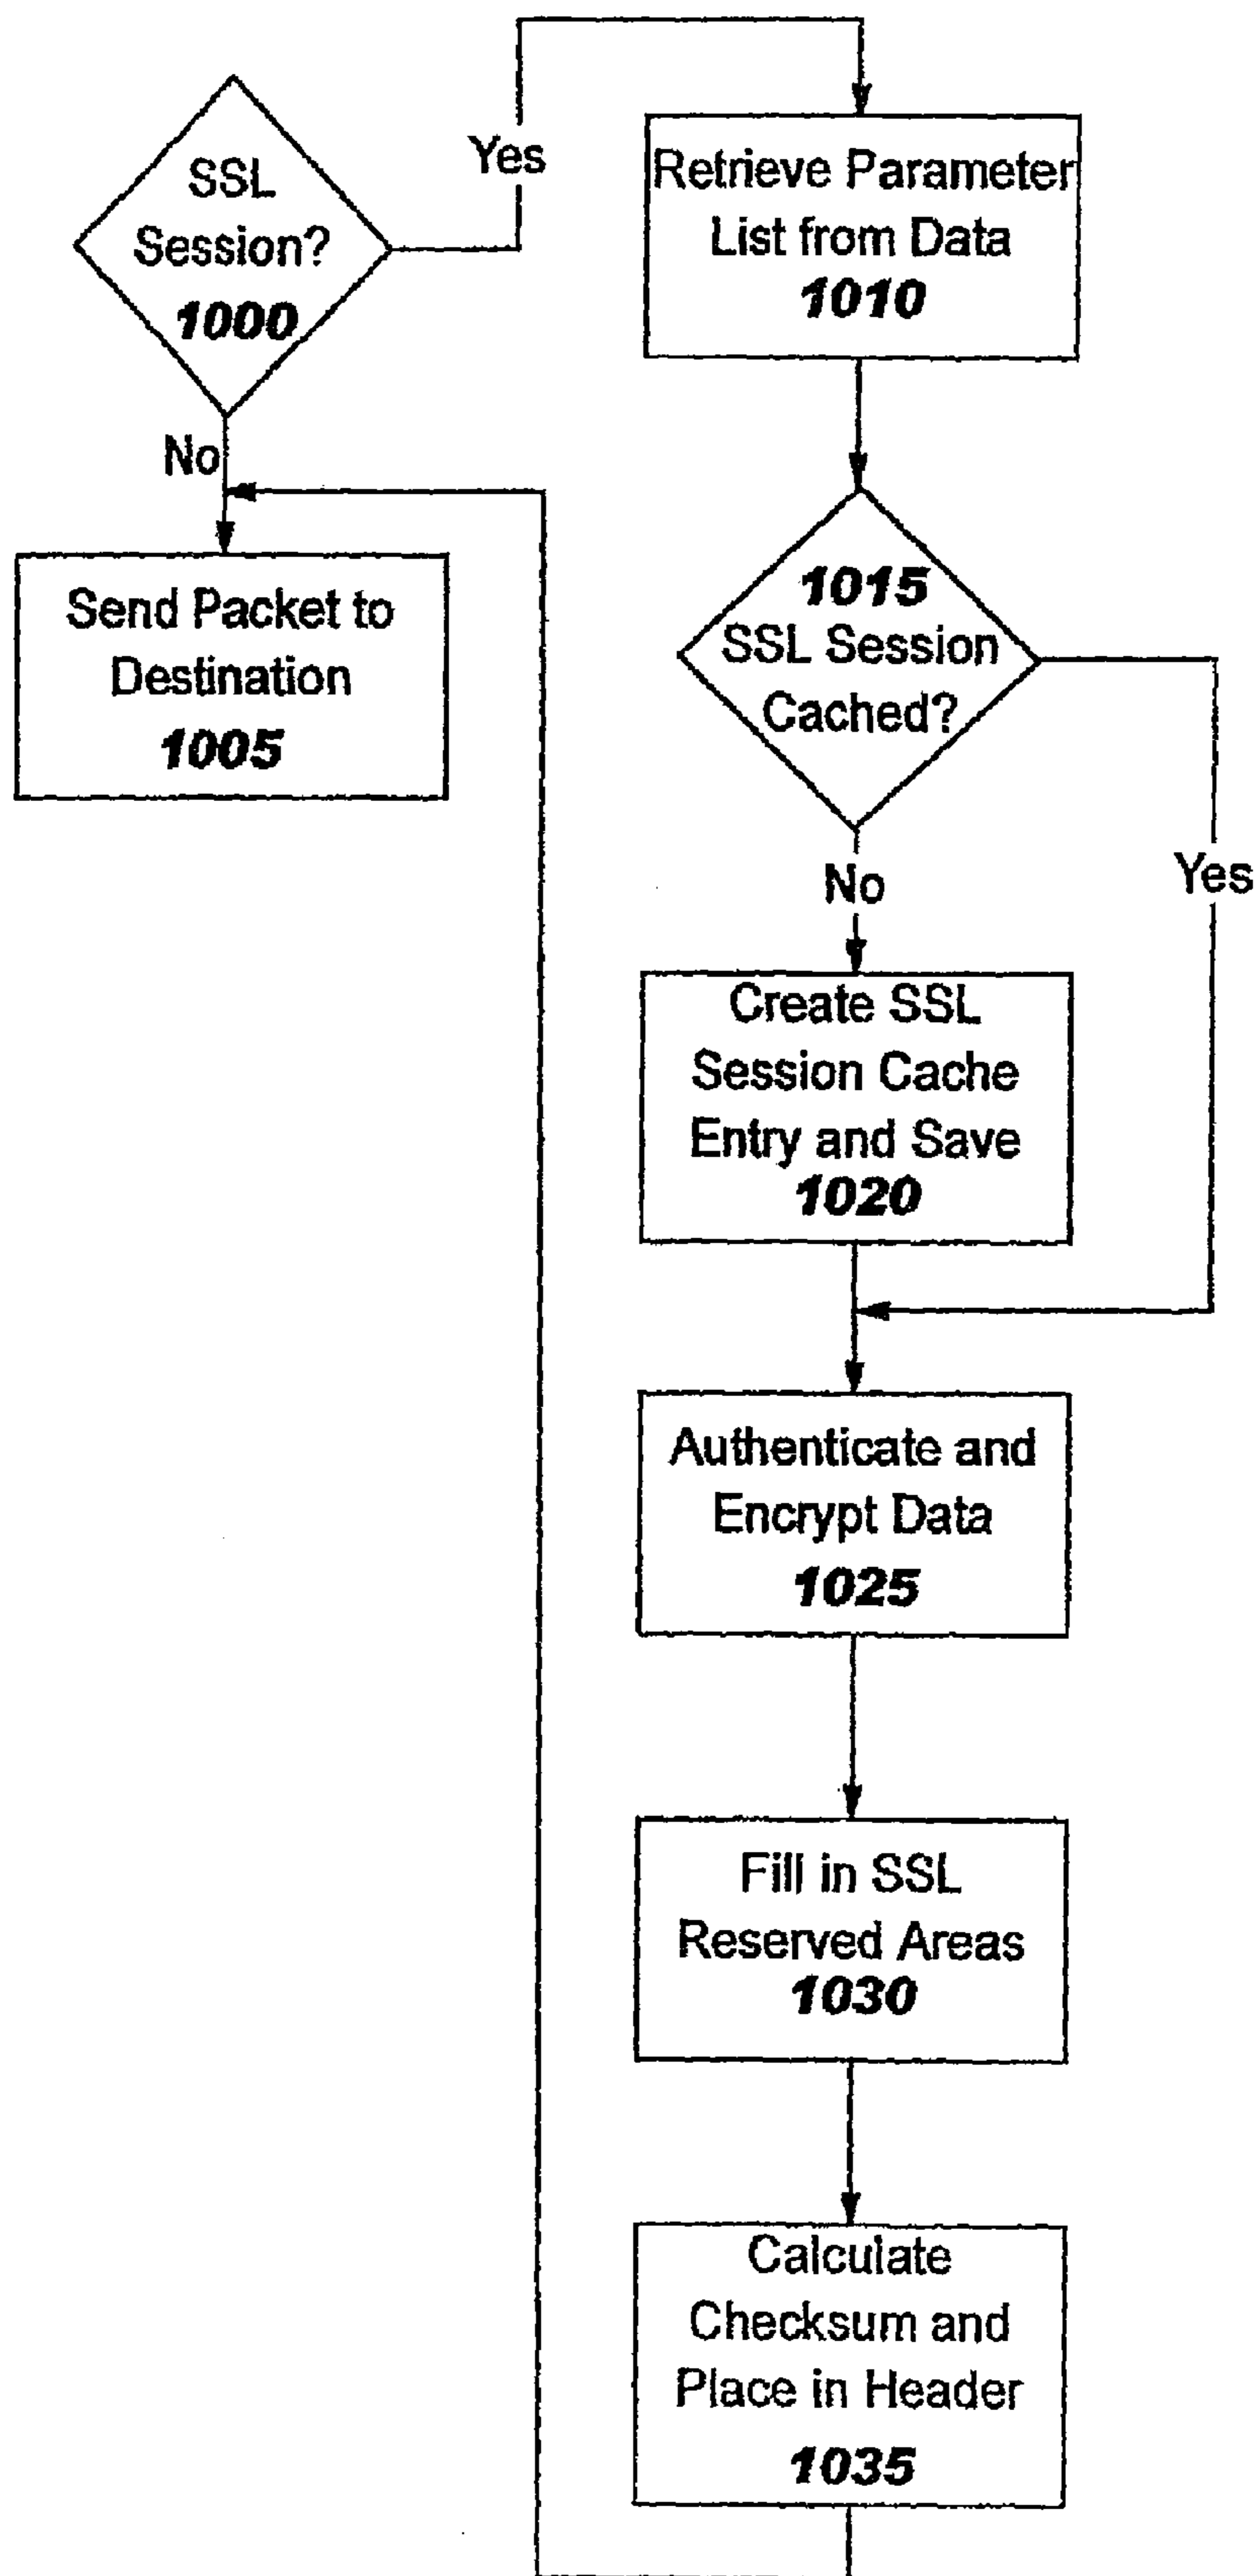 SSL
Session?
1000
Yes
No
Send Packet to
Destination
1005
Retrieve Parameter
List from Data
1010
1015
SSL Session
Cached?
No
Yes
Create SSL
Session Cache
Entry and Save
1020
Authenticate and
Encrypt Data
1025
Fill in SSL
Reserved Areas
1030
Calculate
Checksum and
Place in Header
1035